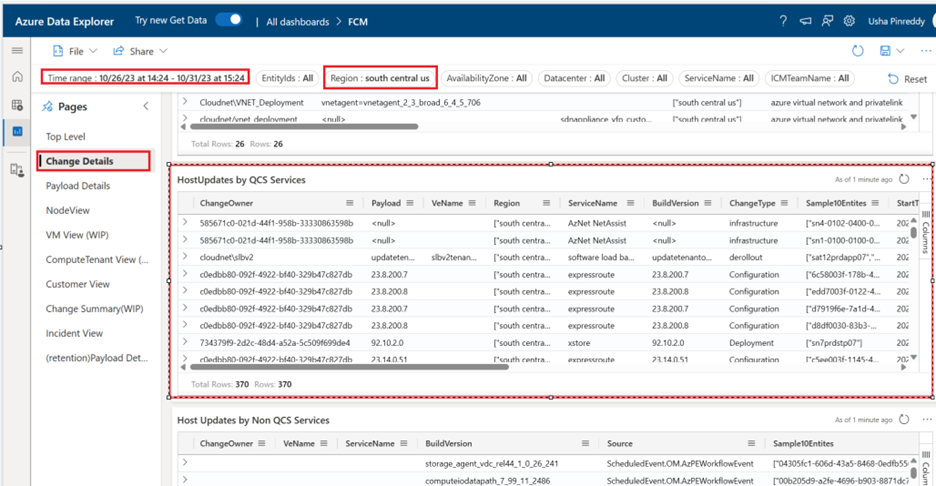 Azure Data Explorer Try new Get Data | All dashboards > FCM ? Usha Pinreddy
File Share
Time range : 10/26/23 at 14:24 - 10/31/23 at 15:24 EntityIds : All Region : south central us AvailabilityZone : All Datacenter : All Cluster : All ServiceName : All ICMTeamName : All Reset
Pages
Top Level
Change Details
Payload Details
NodeView
VM View (WIP)
ComputeTenant View (...
Customer View
Change Summary(WIP)
Incident View
(retention)Payload Det...
Cloudnet\VNET_Deployment vnetagent=vnetagent_2_3_broad_6_4_5_706 ["south central us"] azure virtual network and privatelink
cloudnet/vnet_deployment <null> sdnappliance_vfp_custo... ["south central us"] azure virtual network and privatelink
Total Rows: 26 Rows: 26
HostUpdates by QCS Services As of 1 minute ago
ChangeOwner Payload VeName Region ServiceName BuildVersion ChangeType Sample10Entites StartT
585671c0-021d-44f1-958b-33330863598b <null> ["south centra... AzNet NetAssist <null> infrastructure ["sn4-0102-0400-0... 202
585671c0-021d-44f1-958b-33330863598b <null> ["south centra... AzNet NetAssist <null> infrastructure ["sn1-0100-0100-0... 202
cloudnet\slbv2 updateten... slbv2tenan... ["south centra... software load ba... updatetenanto... derollout ["sat12prdapp07","... 202
c0edbb80-092f-4922-bf40-329b47c827db 23.8.200.7 ["south centra... expressroute 23.8.200.7 Configuration ["6c58003f-178b-4... 202
c0edbb80-092f-4922-bf40-329b47c827db 23.8.200.8 ["south centra... expressroute 23.8.200.8 Configuration ["edd7003f-0122-4... 202
c0edbb80-092f-4922-bf40-329b47c827db 23.8.200.7 ["south centra... expressroute 23.8.200.7 Configuration ["d7919f6e-7a1d-4... 202
c0edbb80-092f-4922-bf40-329b47c827db 23.8.200.8 ["south centra... expressroute 23.8.200.8 Configuration ["d8df0030-83b3-... 202
734379f9-2d2c-48d4-a52a-5c509f699de4 92.10.2.0 ["south centra... xstore 92.10.2.0 Deployment ["sn7prdstp07"] 202
c0edbb80-092f-4922-bf40-329b47c827db 23.14.0.51 ["south centra... expressroute 23.14.0.51 Configuration ["c5ee003f-1145-4... 202
Columns
Total Rows: 370 Rows: 370
Host Updates by Non QCS Services As of 1 minute ago
ChangeOwner VeName ServiceName BuildVersion Source Sample10Entites
storage_agent_vdc_rel44_1_0_26_241 ScheduledEvent.OM.AzPEWorkflowEvent ["04305fc1-606d-43a5-8468-0edfb55
computeiodatapath_7_99_11_2486 ScheduledEvent.OM.AzPEWorkflowEvent ["00b205d9-a2fe-4696-b903-8871dc7
Colum